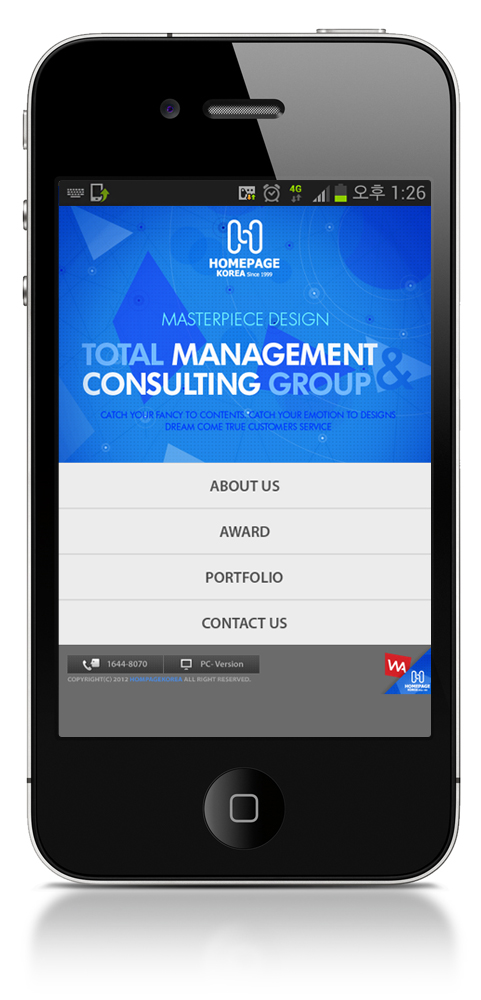 4G 오후 1:26
HOMEPAGE
KOREA Since 1999
MASTERPIECE DESIGN
TOTAL MANAGEMENT &
CONSULTING GROUP
CATCH YOUR FANCY TO CONTENTS. CATCH YOUR EMOTION TO DESIGNS
DREAM COME TRUE CUSTOMERS SERVICE
ABOUT US
AWARD
PORTFOLIO
CONTACT US
1644-8070 PC-Version
COPYRIGHT(C) 2012 HOMEPAGEKOREA ALL RIGHT RESERVED.
WA
HOMEPAGE